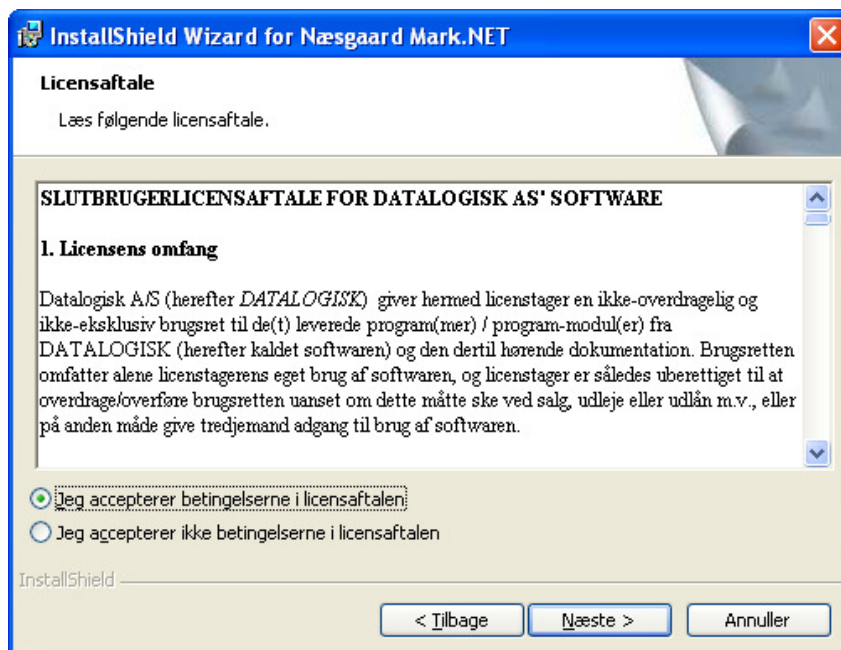 InstallShield Wizard for Næsgaard Mark.NET
Licensaftale
Læs følgende licensaftale.
SLUTBRUGERLICENSAFTALE FOR DATALOGISK AS' SOFTWARE
1. Licensens omfang
Datalogisk A/S (herefter DATALOGISK) giver hermed licenstager en ikke-overdragelig og
ikke-eksklusiv brugsret til de(t) leverede program(mer) / program-modul(er) fra
DATALOGISK (herefter kaldet softwaren) og den dertil hørende dokumentation. Brugsretten
omfatter alene licenstagerens eget brug af softwaren, og licenstager er således uberettiget til at
overdrage/overføre brugsretten uanset om dette måtte ske ved salg, udleje eller udlån m.v., eller
på anden måde give tredjemand adgang til brug af softwaren.
Jeg accepterer betingelserne i licensaftalen
Jeg accepterer ikke betingelserne i licensaftalen
InstallShield
< Tilbage
Næste >
Annuller